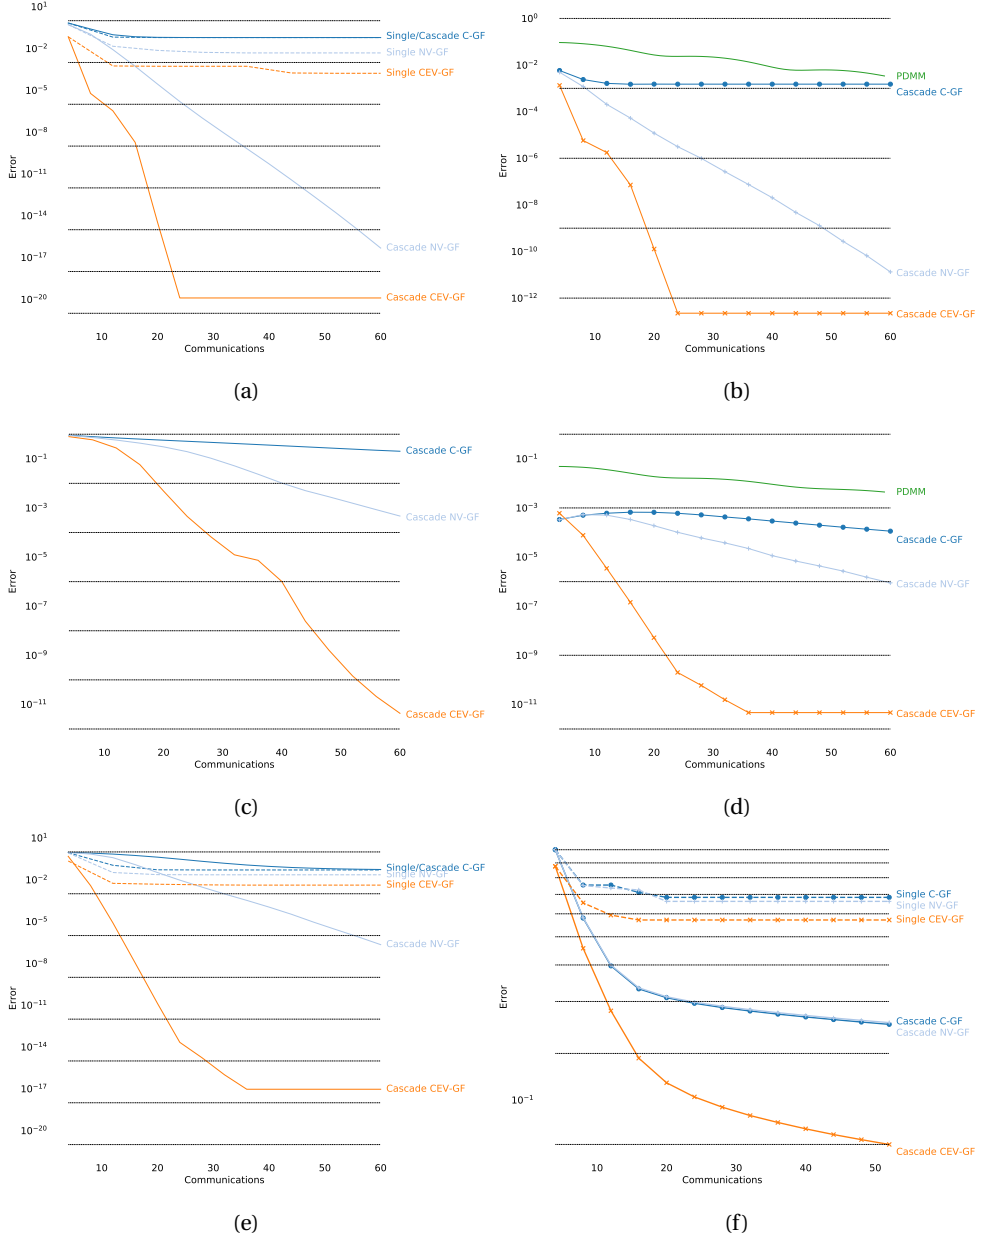 10^1
10^-2
10^-5
10^-8
10^-11
10^-14
10^-17
10^-20
Error
10 20 30 40 50 60
Communications
Single/Cascade C-GF
Single NV-GF
Single CEV-GF
Cascade NV-GF
Cascade CEV-GF
(a)
10^0
10^-2
10^-4
10^-6
10^-8
10^-10
10^-12
Error
10 20 30 40 50 60
Communications
PDMM
Cascade C-GF
Cascade NV-GF
Cascade CEV-GF
(b)
10^-1
10^-3
10^-5
10^-7
10^-9
10^-11
Error
10 20 30 40 50 60
Communications
Cascade C-GF
Cascade NV-GF
Cascade CEV-GF
(c)
10^-1
10^-3
10^-5
10^-7
10^-9
10^-11
Error
10 20 30 40 50 60
Communications
PDMM
Cascade C-GF
Cascade NV-GF
Cascade CEV-GF
(d)
10^1
10^-2
10^-5
10^-8
10^-11
10^-14
10^-17
10^-20
Error
10 20 30 40 50 60
Communications
Single/Cascade C-GF
Single NV-GF
Single CEV-GF
Cascade NV-GF
Cascade CEV-GF
(e)
10^-1
Error
10 20 30 40 50
Communications
Single C-GF
Single NV-GF
Single CEV-GF
Cascade C-GF
Cascade NV-GF
Cascade CEV-GF
(f)